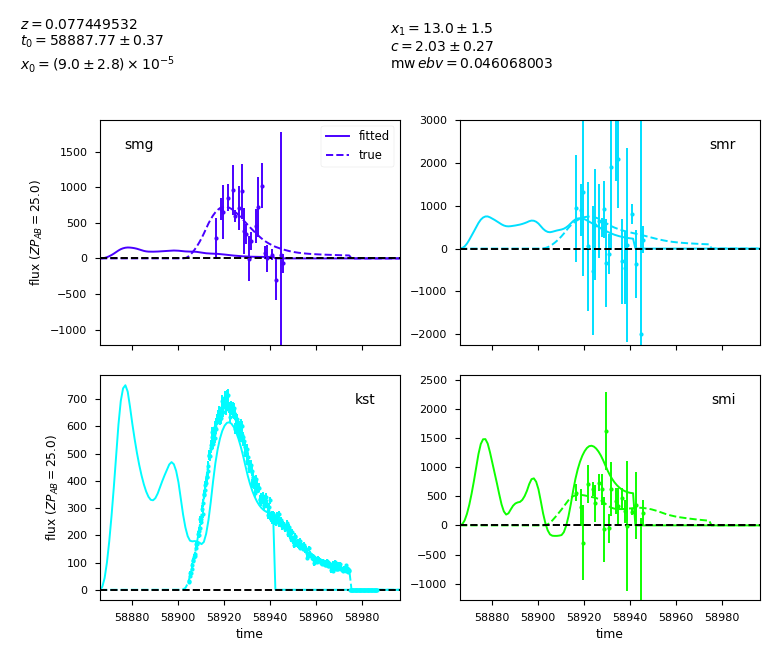 z = 0.077449532
t₀ = 58887.77 ± 0.37
x₀ = (9.0 ± 2.8) × 10⁻⁵
x₁ = 13.0 ± 1.5
c = 2.03 ± 0.27
mw ebv = 0.046068003
smg
fitted
true
1500
1000
500
0
−500
−1000
flux (ZP_AB = 25.0)
smr
3000
2000
1000
0
−1000
−2000
kst
700
600
500
400
300
200
100
0
flux (ZP_AB = 25.0)
58880 58900 58920 58940 58960 58980
time
smi
2500
2000
1500
1000
500
0
−500
−1000
58880 58900 58920 58940 58960 58980
time